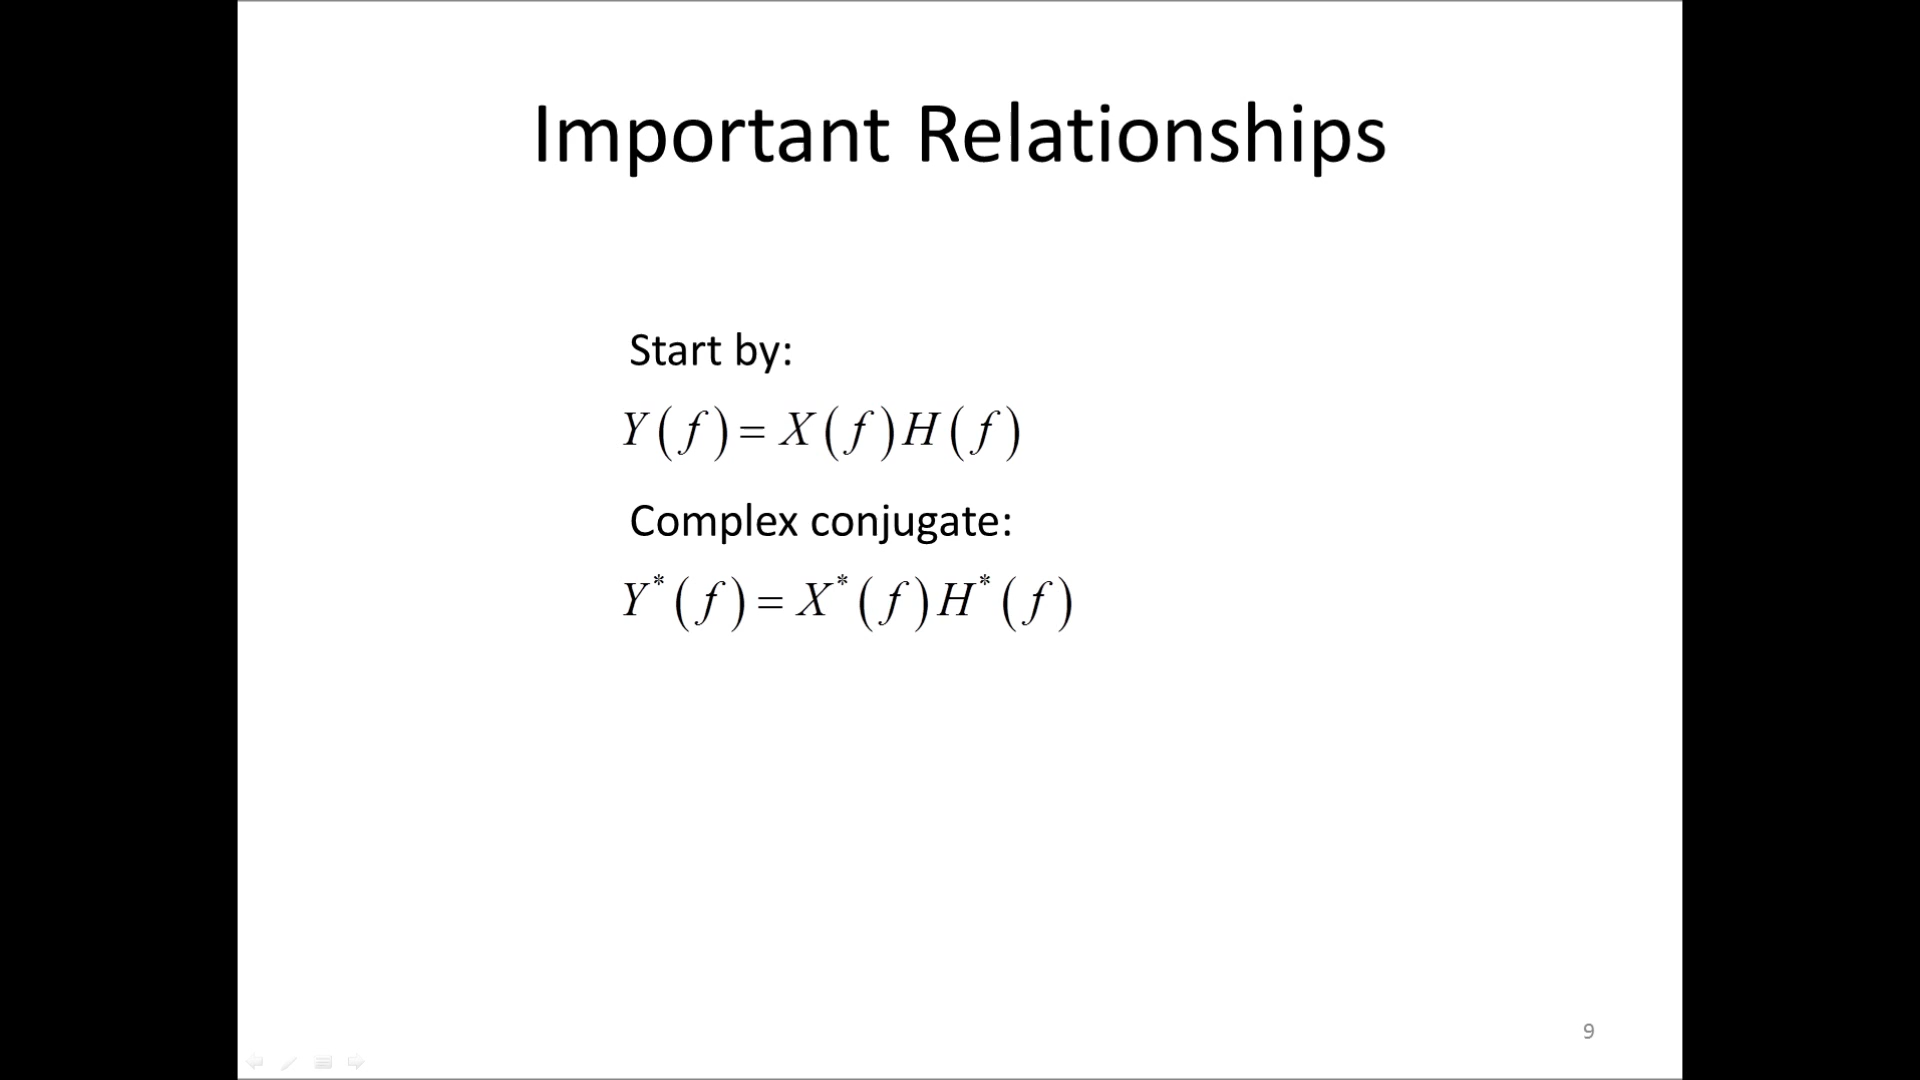 Important Relationships
Start by:
Y(f) = X(f)H(f)
Complex conjugate:
Y*(f) = X*(f)H*(f)
9